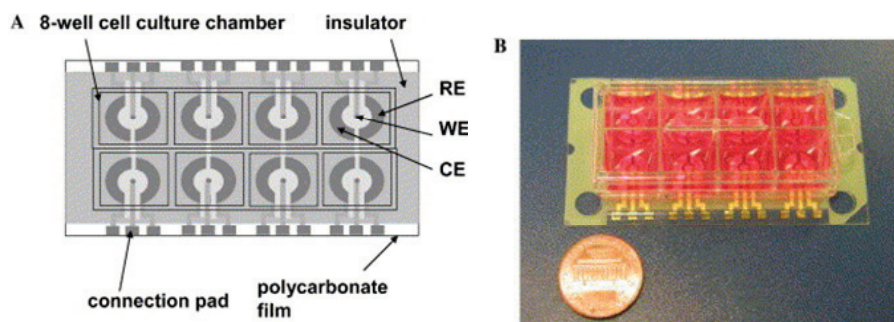 A
8-well cell culture chamber
insulator
RE
WE
CE
connection pad
polycarbonate
film
B